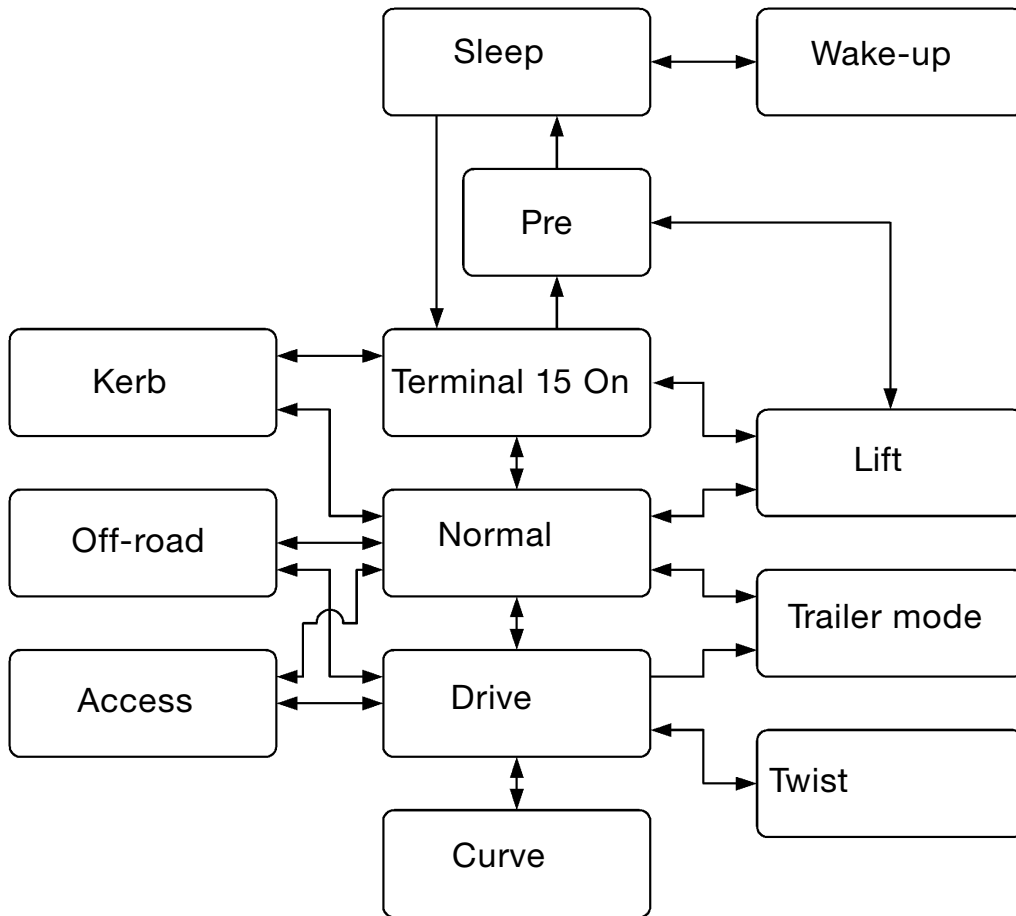 Sleep
Wake-up
Pre
Kerb
Terminal 15 On
Lift
Off-road
Normal
Trailer mode
Access
Drive
Twist
Curve